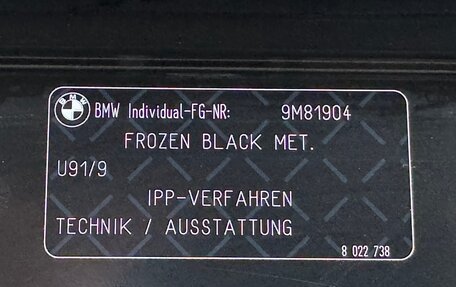 BMW Individual-FG-NR: 9M81904
FROZEN BLACK MET.
U91/9
IPP-VERFAHREN
TECHNIK / AUSSTATTUNG
8 022 738